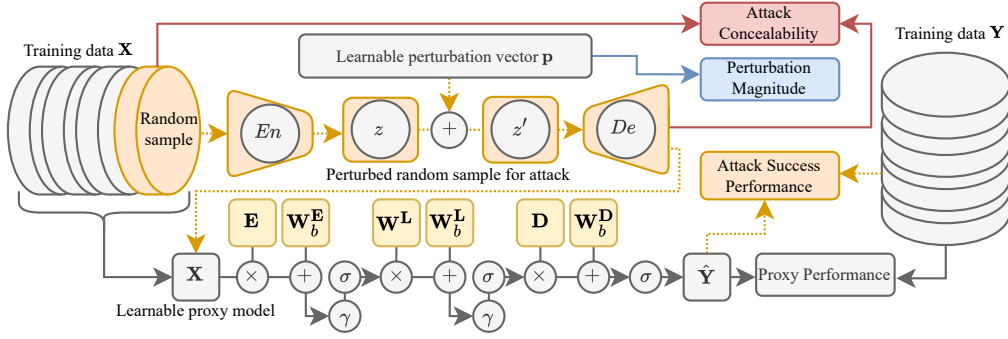 Training data X
Random
sample
En
z
+
z′
De
Learnable perturbation vector p
Perturbed random sample for attack
Attack
Concealability
Perturbation
Magnitude
Training data Y
Attack Success
Performance
E
W_b^E
W^L
W_b^L
D
W_b^D
X
×
+
γ
σ
×
+
γ
σ
×
+
σ
Ŷ
Proxy Performance
Learnable proxy model